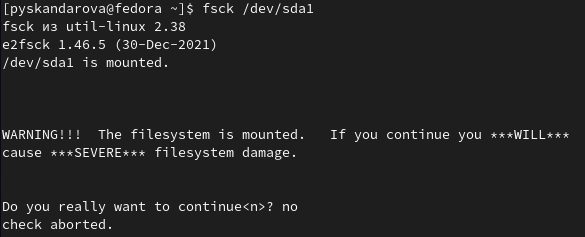 [pyskandarova@fedora ~]$ fsck /dev/sda1
fsck из util-linux 2.38
e2fsck 1.46.5 (30-Dec-2021)
/dev/sda1 is mounted.
WARNING!!!  The filesystem is mounted.   If you continue you ***WILL***
cause ***SEVERE*** filesystem damage.
Do you really want to continue<n>? no
check aborted.